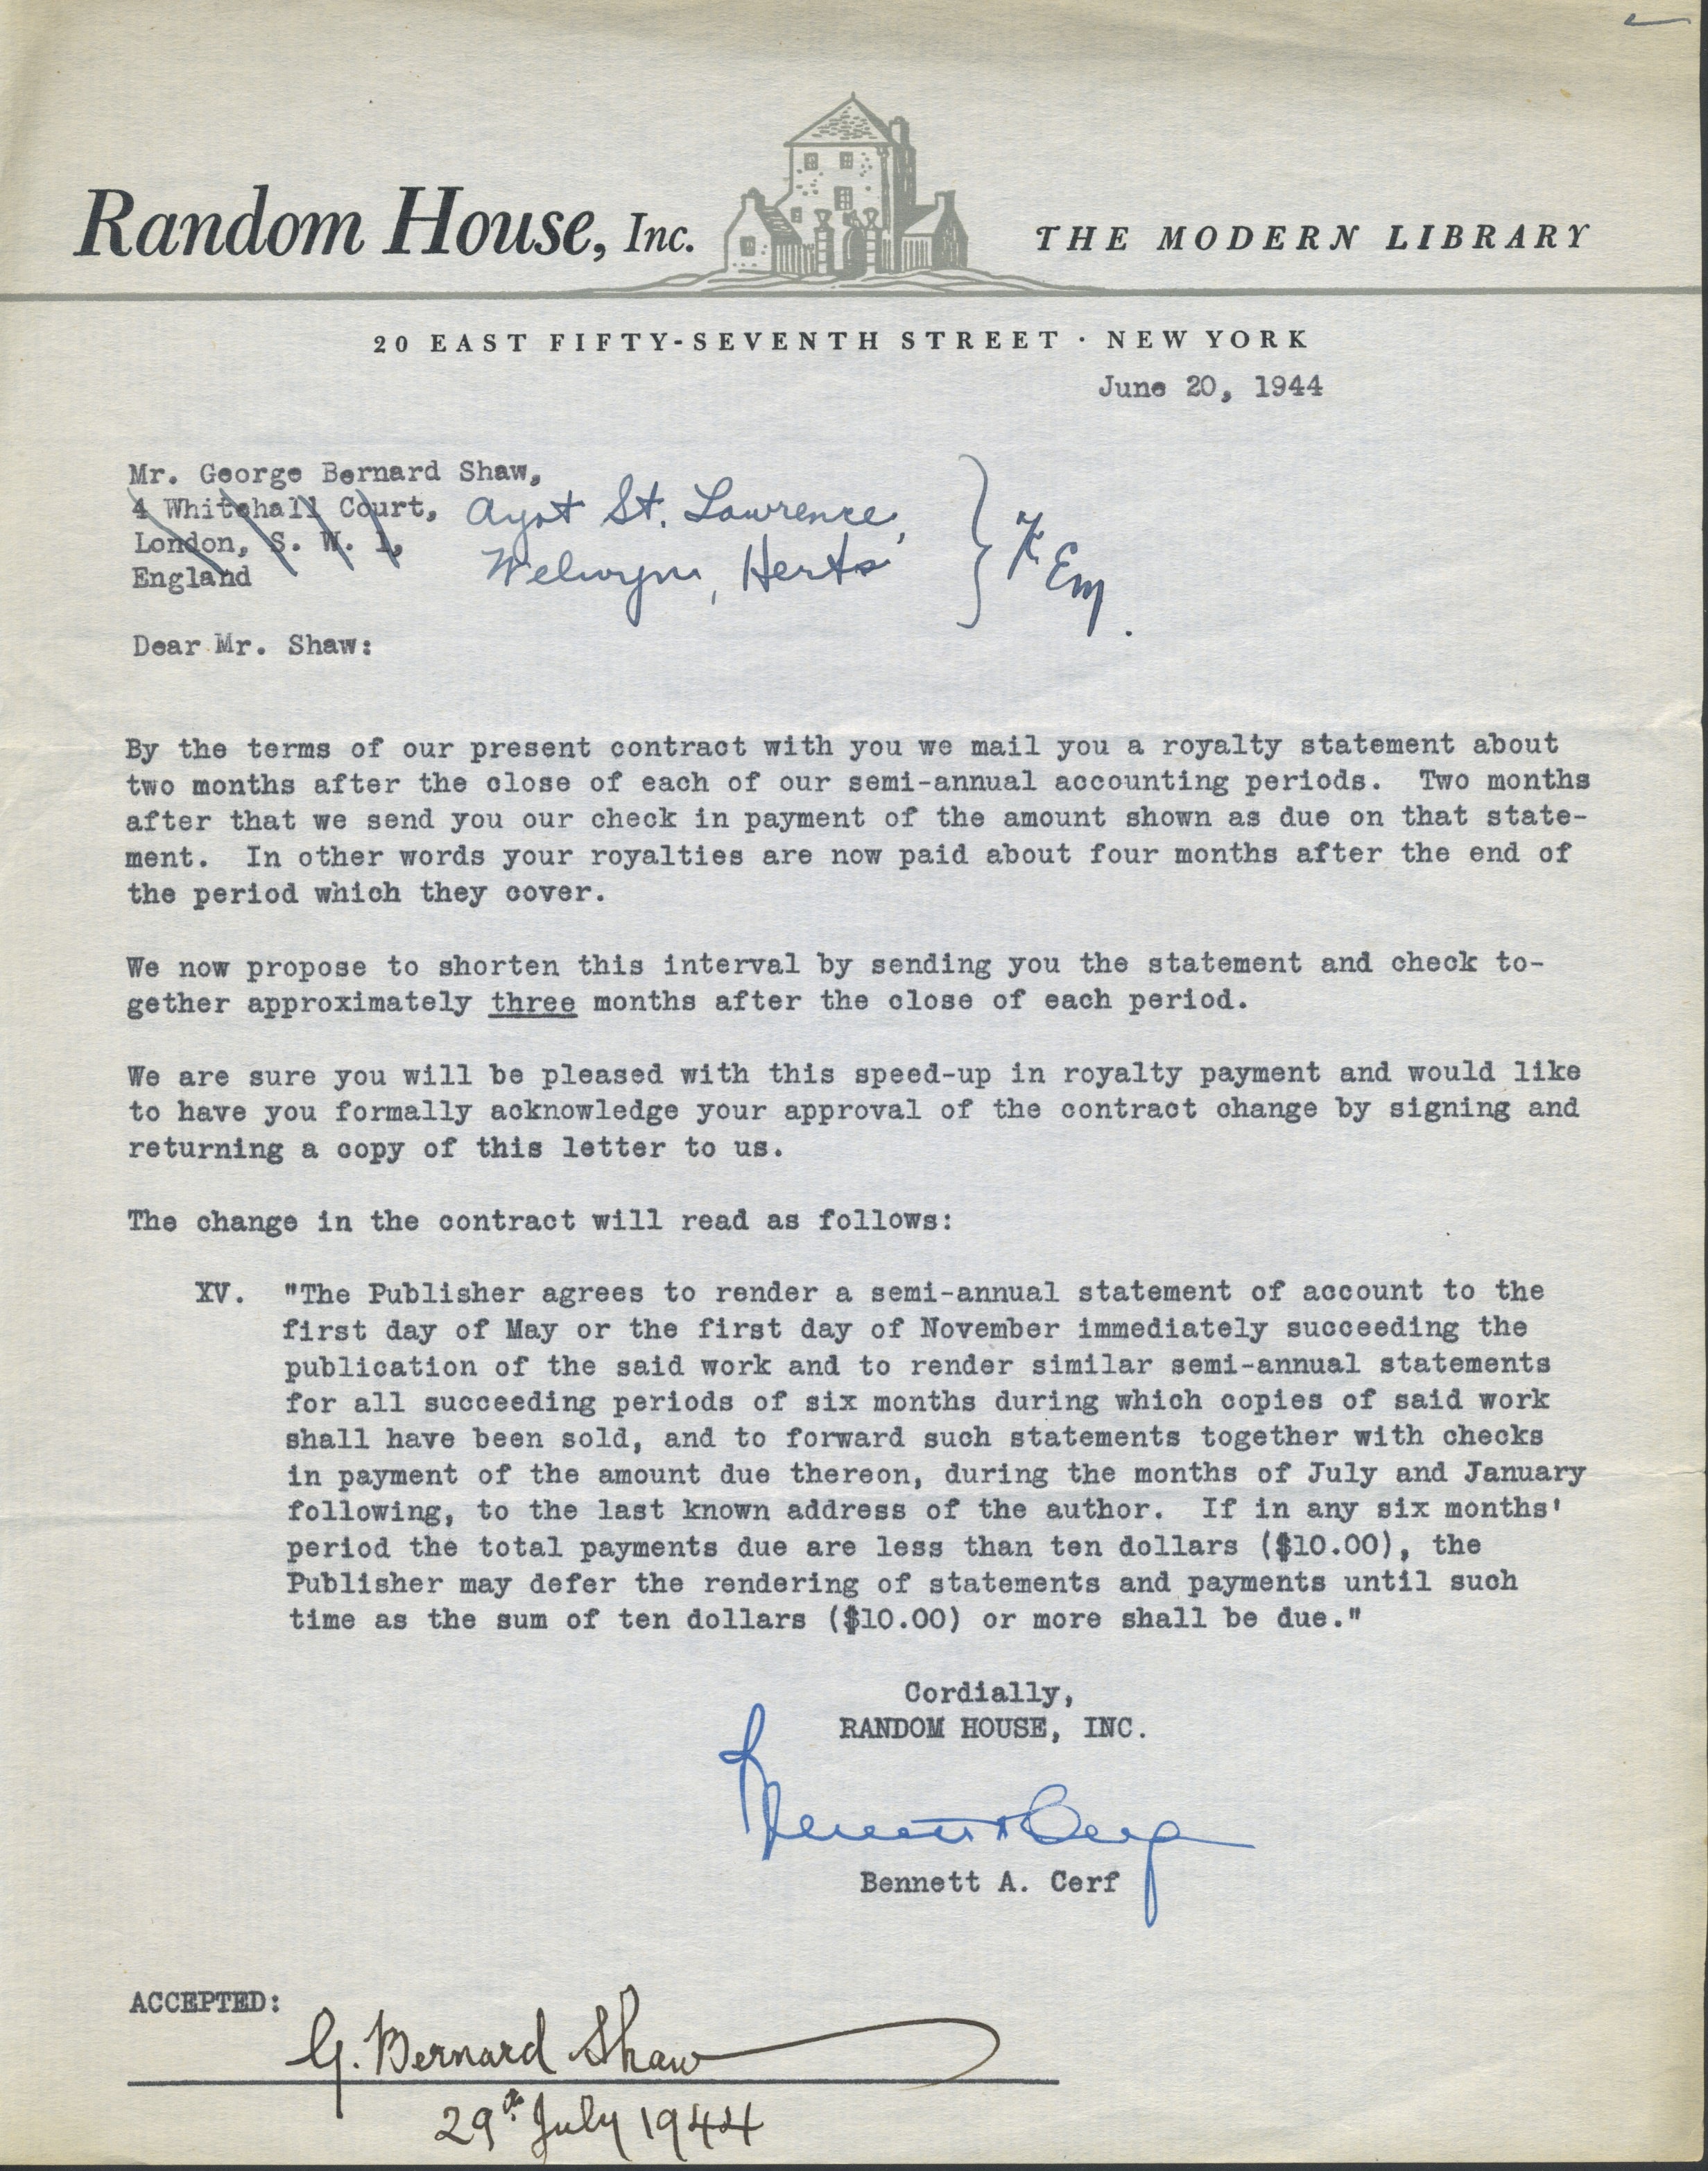 Random House, Inc. THE MODERN LIBRARY
20 EAST FIFTY-SEVENTH STREET · NEW YORK
June 20, 1944
Mr. George Bernard Shaw,
4 Whitehall Court, Ayot St. Lawrence,
London, S. W. 1, Welwyn, Herts
England
Dear Mr. Shaw:
By the terms of our present contract with you we mail you a royalty statement about
two months after the close of each of our semi-annual accounting periods. Two months
after that we send you our check in payment of the amount shown as due on that state-
ment. In other words your royalties are now paid about four months after the end of
the period which they cover.
We now propose to shorten this interval by sending you the statement and check to-
gether approximately three months after the close of each period.
We are sure you will be pleased with this speed-up in royalty payment and would like
to have you formally acknowledge your approval of the contract change by signing and
returning a copy of this letter to us.
The change in the contract will read as follows:
XV. "The Publisher agrees to render a semi-annual statement of account to the
first day of May or the first day of November immediately succeeding the
publication of the said work and to render similar semi-annual statements
for all succeeding periods of six months during which copies of said work
shall have been sold, and to forward such statements together with checks
in payment of the amount due thereon, during the months of July and January
following, to the last known address of the author. If in any six months'
period the total payments due are less than ten dollars ($10.00), the
Publisher may defer the rendering of statements and payments until such
time as the sum of ten dollars ($10.00) or more shall be due."
Cordially,
RANDOM HOUSE, INC.
Bennett A Cerf
Bennett A. Cerf
ACCEPTED:
G. Bernard Shaw
29th July 1944